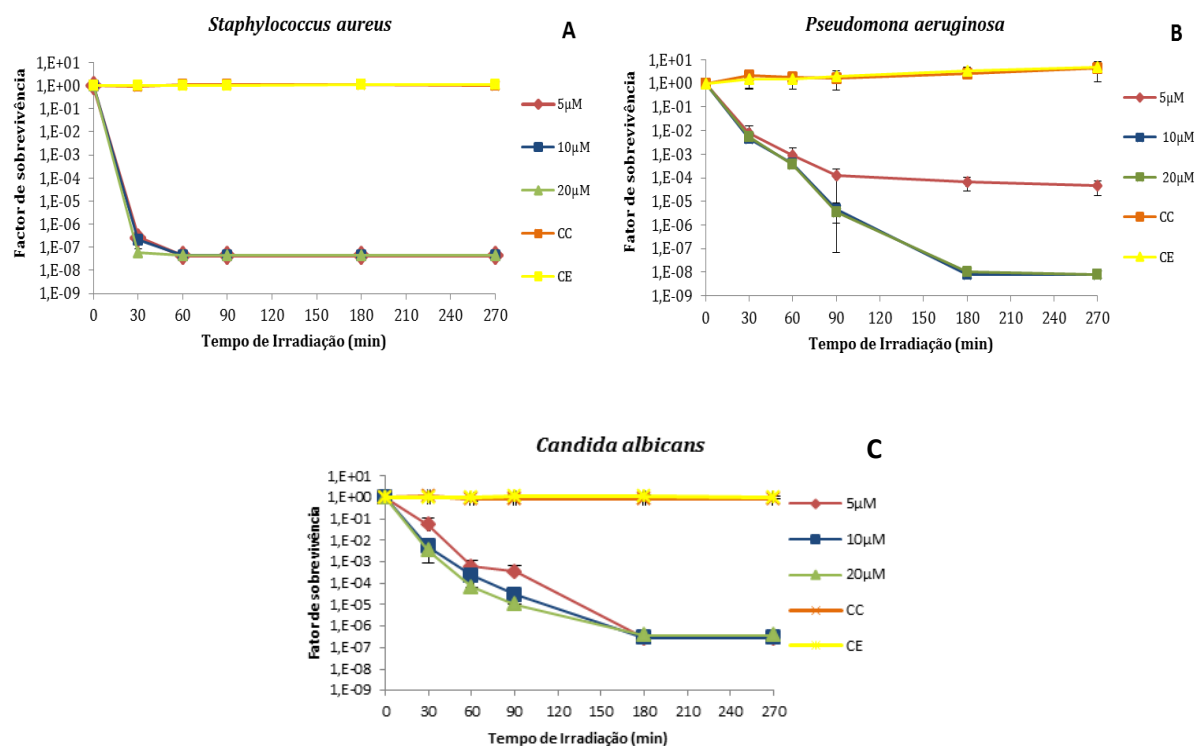 Staphylococcus aureus
A
Factor de sobrevivência
1,E+01
1,E+00
1,E-01
1,E-02
1,E-03
1,E-04
1,E-05
1,E-06
1,E-07
1,E-08
1,E-09
0 30 60 90 120 150 180 210 240 270
Tempo de Irradiação (min)
5µM
10µM
20µM
CC
CE
Pseudomona aeruginosa
B
Fator de sobrevivência
1,E+01
1,E+00
1,E-01
1,E-02
1,E-03
1,E-04
1,E-05
1,E-06
1,E-07
1,E-08
1,E-09
0 30 60 90 120 150 180 210 240 270
Tempo de Irradiação (min)
5µM
10µM
20µM
CC
CE
Candida albicans
C
Fator de sobrevivência
1,E+01
1,E+00
1,E-01
1,E-02
1,E-03
1,E-04
1,E-05
1,E-06
1,E-07
1,E-08
1,E-09
0 30 60 90 120 150 180 210 240 270
Tempo de Irradiação (min)
5µM
10µM
20µM
CC
CE